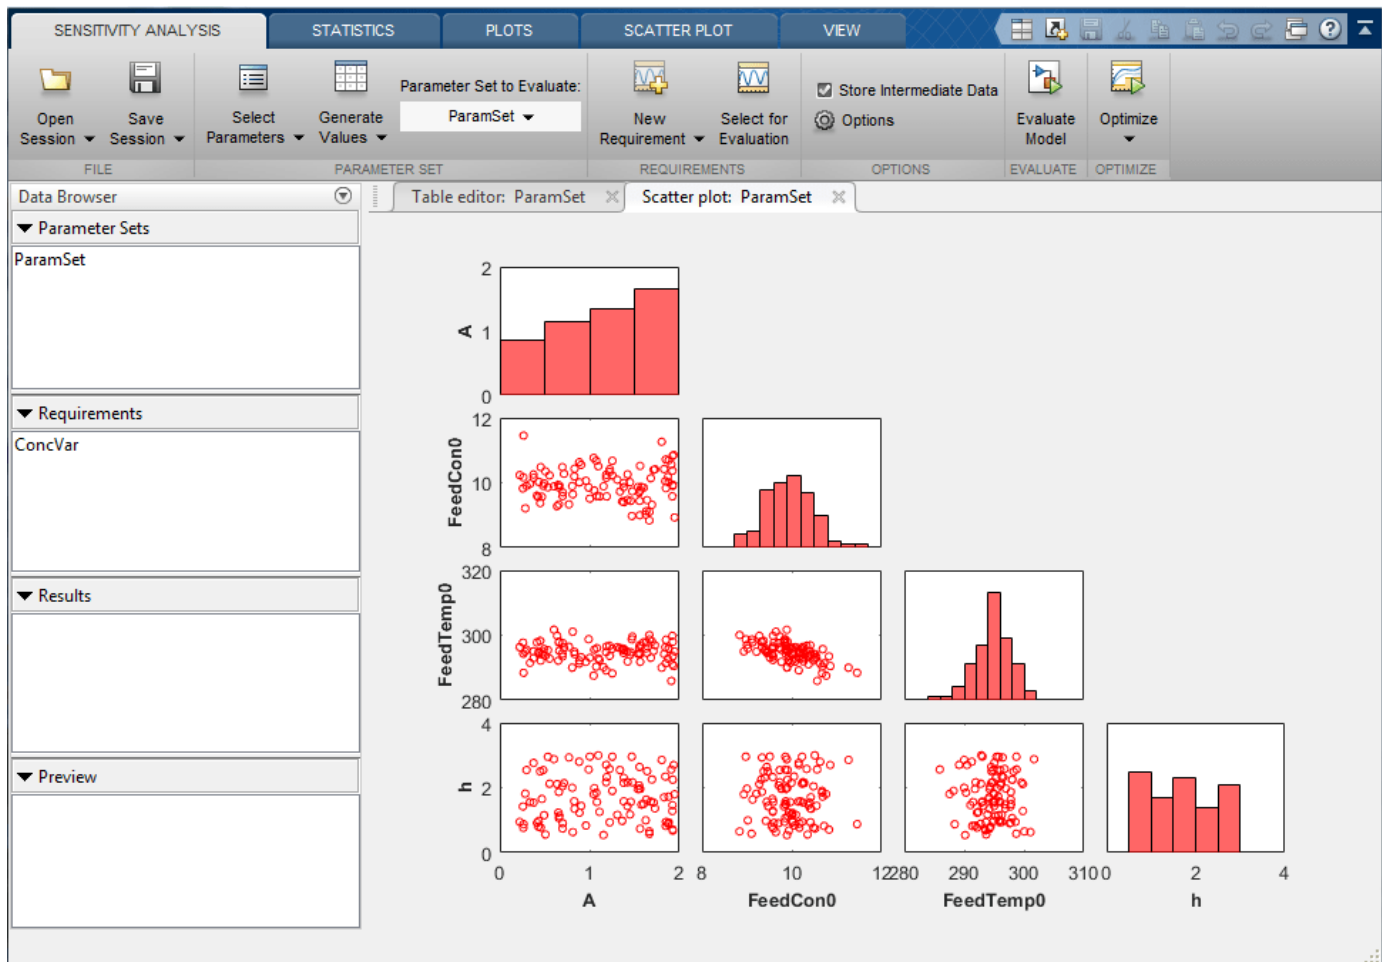 SENSITIVITY ANALYSIS STATISTICS PLOTS SCATTER PLOT VIEW
Parameter Set to Evaluate:
Store Intermediate Data
Open Session
Save Session
Select Parameters
Generate Values
ParamSet
New Requirement
Select for Evaluation
Options
Evaluate Model
Optimize
FILE PARAMETER SET REQUIREMENTS OPTIONS EVALUATE OPTIMIZE
Data Browser
Table editor: ParamSet
Scatter plot: ParamSet
Parameter Sets
ParamSet
Requirements
ConcVar
Results
Preview
2
1
0
A
12
10
8
FeedCon0
320
300
280
FeedTemp0
4
2
0
h
0 1 2 8 10 12 280 290 300 310 0 2 4
A FeedCon0 FeedTemp0 h